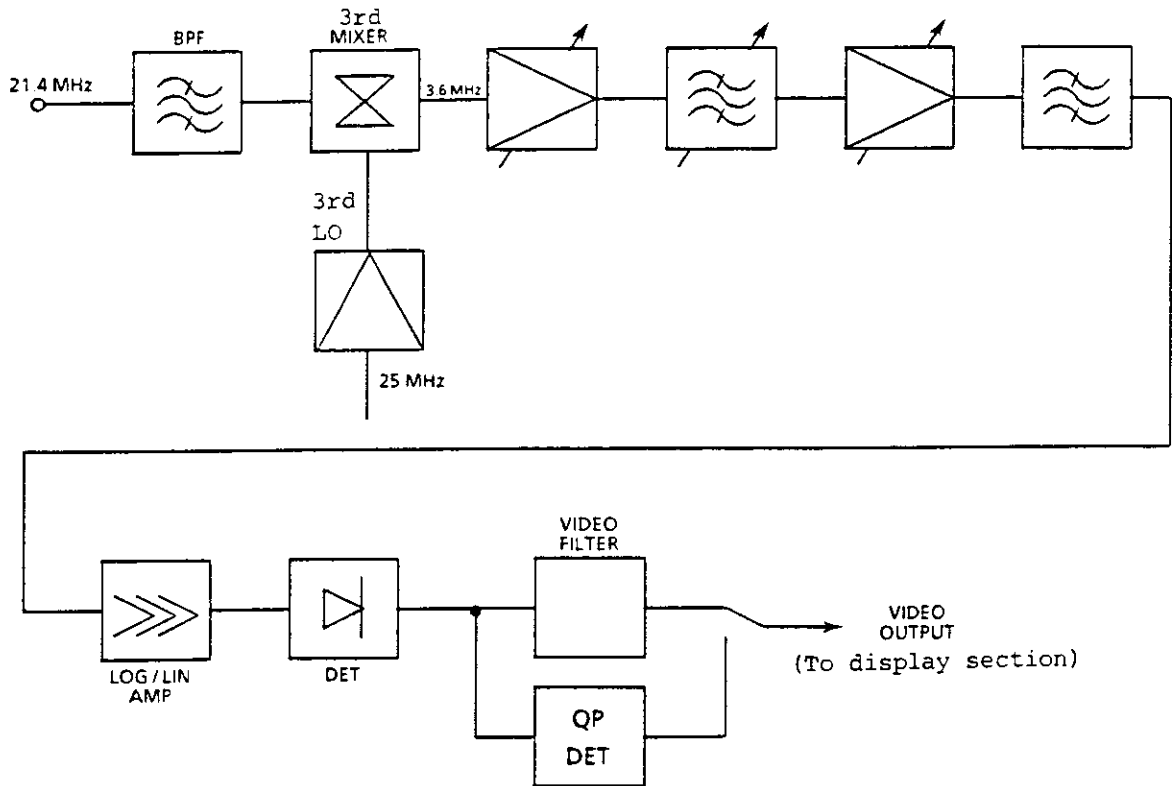 BPF
3rd
MIXER
21.4 MHz
3.6 MHz
3rd
LO
25 MHz
LOG / LIN
AMP
DET
VIDEO
FILTER
QP
DET
VIDEO
OUTPUT
(To display section)